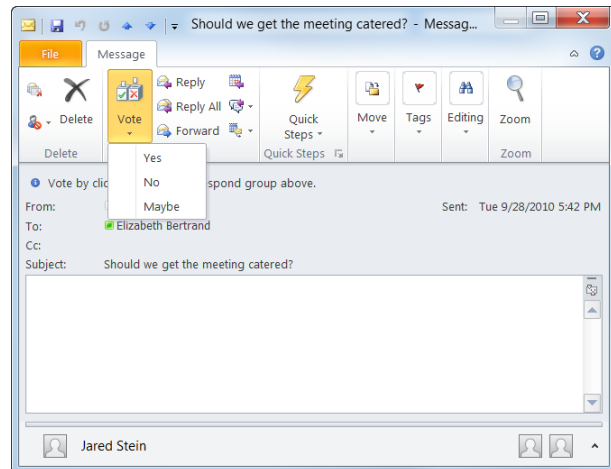 Should we get the meeting catered? - Messag...
File Message
Reply
Reply All
Forward
Delete
Vote
Quick
Steps
Move
Tags
Editing
Zoom
Delete
Quick Steps
Zoom
Yes
No
Maybe
Vote by clic spond group above.
From:
Sent: Tue 9/28/2010 5:42 PM
To: Elizabeth Bertrand
Cc:
Subject: Should we get the meeting catered?
Jared Stein